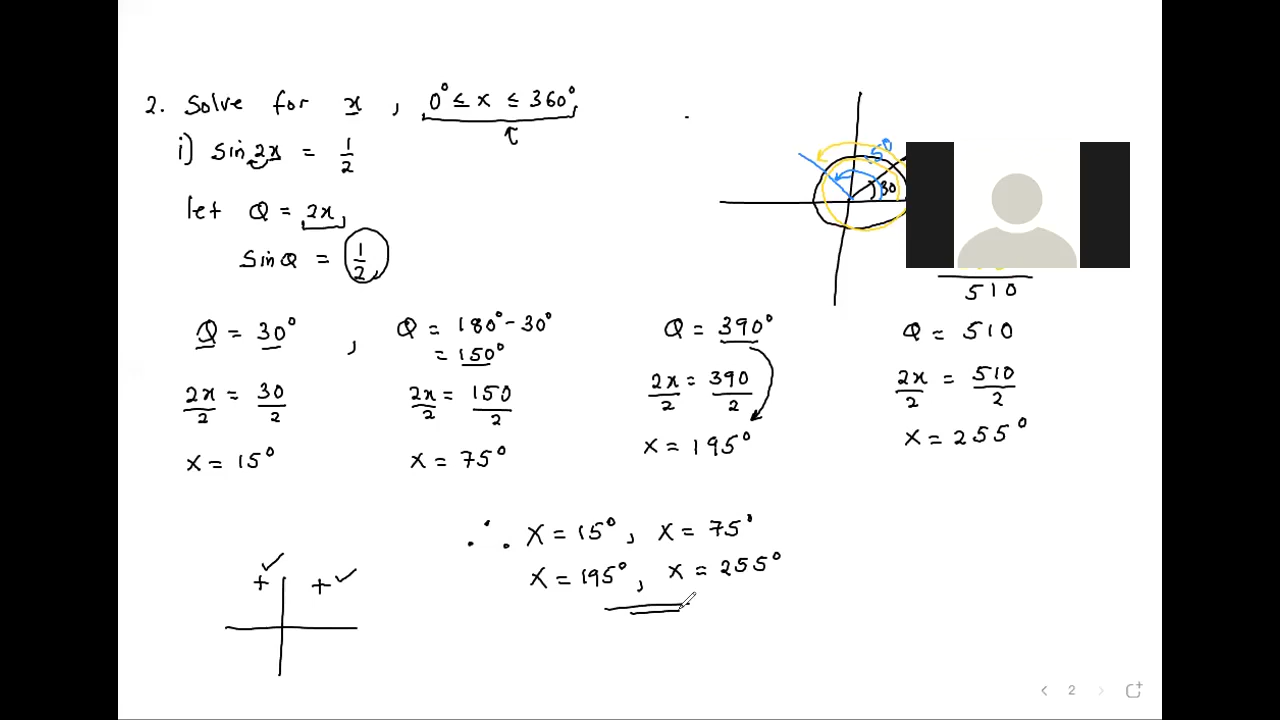 2. Solve for x , 0° ≤ x ≤ 360°
τ
i) sin 2x = 1/2
let Q = 2x
sin Q = 1/2
5°
30
510
Q = 30° , Q = 180° - 30° Q = 390° Q = 510
= 150°
2x/2 = 30/2 2x/2 = 150/2 2x/2 = 390/2 2x/2 = 510/2
x = 15° x = 75° x = 195° x = 255°
∴ x = 15° , x = 75°
x = 195° , x = 255°
+ ✓ + ✓
< 2 >